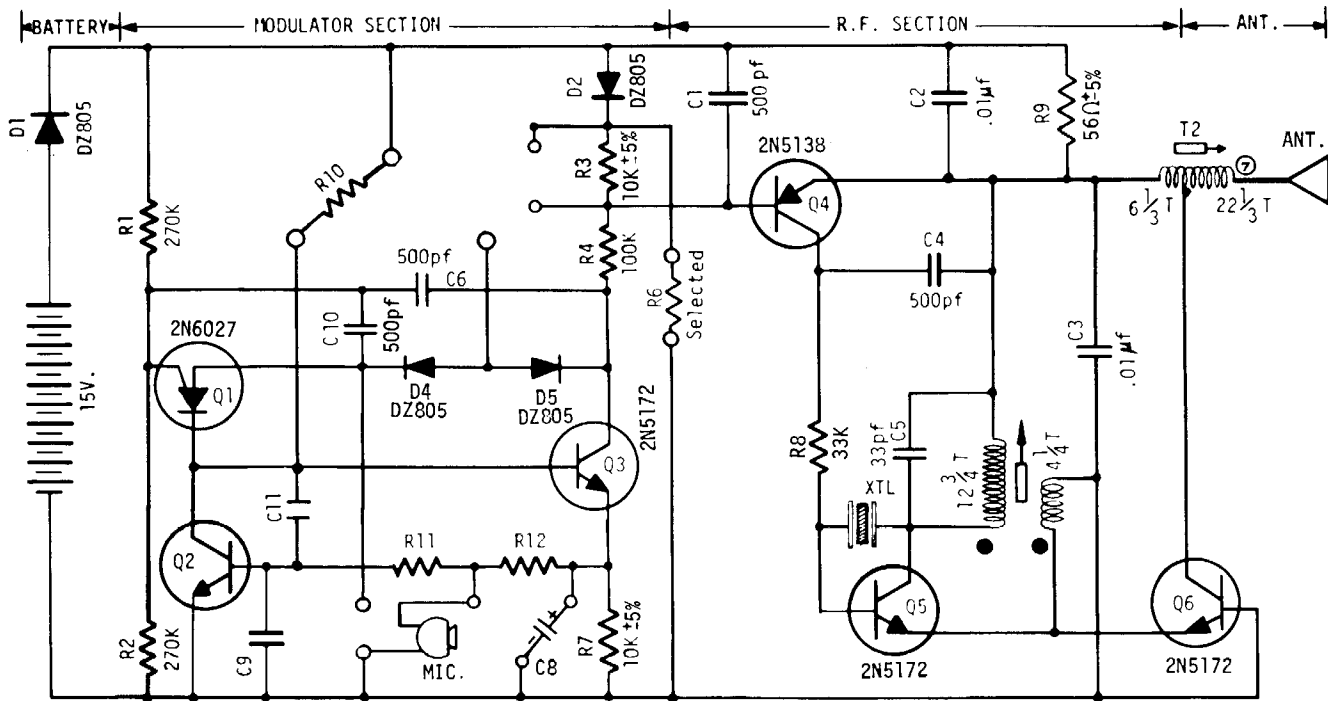 BATTERY
MODULATOR SECTION
R.F. SECTION
ANT.
D1
DZ805
15V.
R1
270K
R10
D2
DZ805
R3
10K±5%
R4
100K
C1
500pf
C2
.01µf
R9
56Ω±5%
T2
7
ANT.
6 1/3 T
22 1/3 T
2N5138
Q4
500pf
C6
C10
500pf
R6
Selected
C4
500pf
C3
.01µf
2N6027
Q1
D4
DZ805
D5
DZ805
2N5172
Q3
R8
33K
C5
33pf
XTL
12 3/4 T
4 1/4 T
C11
Q2
R11
R12
R2
270K
C9
MIC.
- +
C8
R7
10K±5%
Q5
2N5172
Q6
2N5172